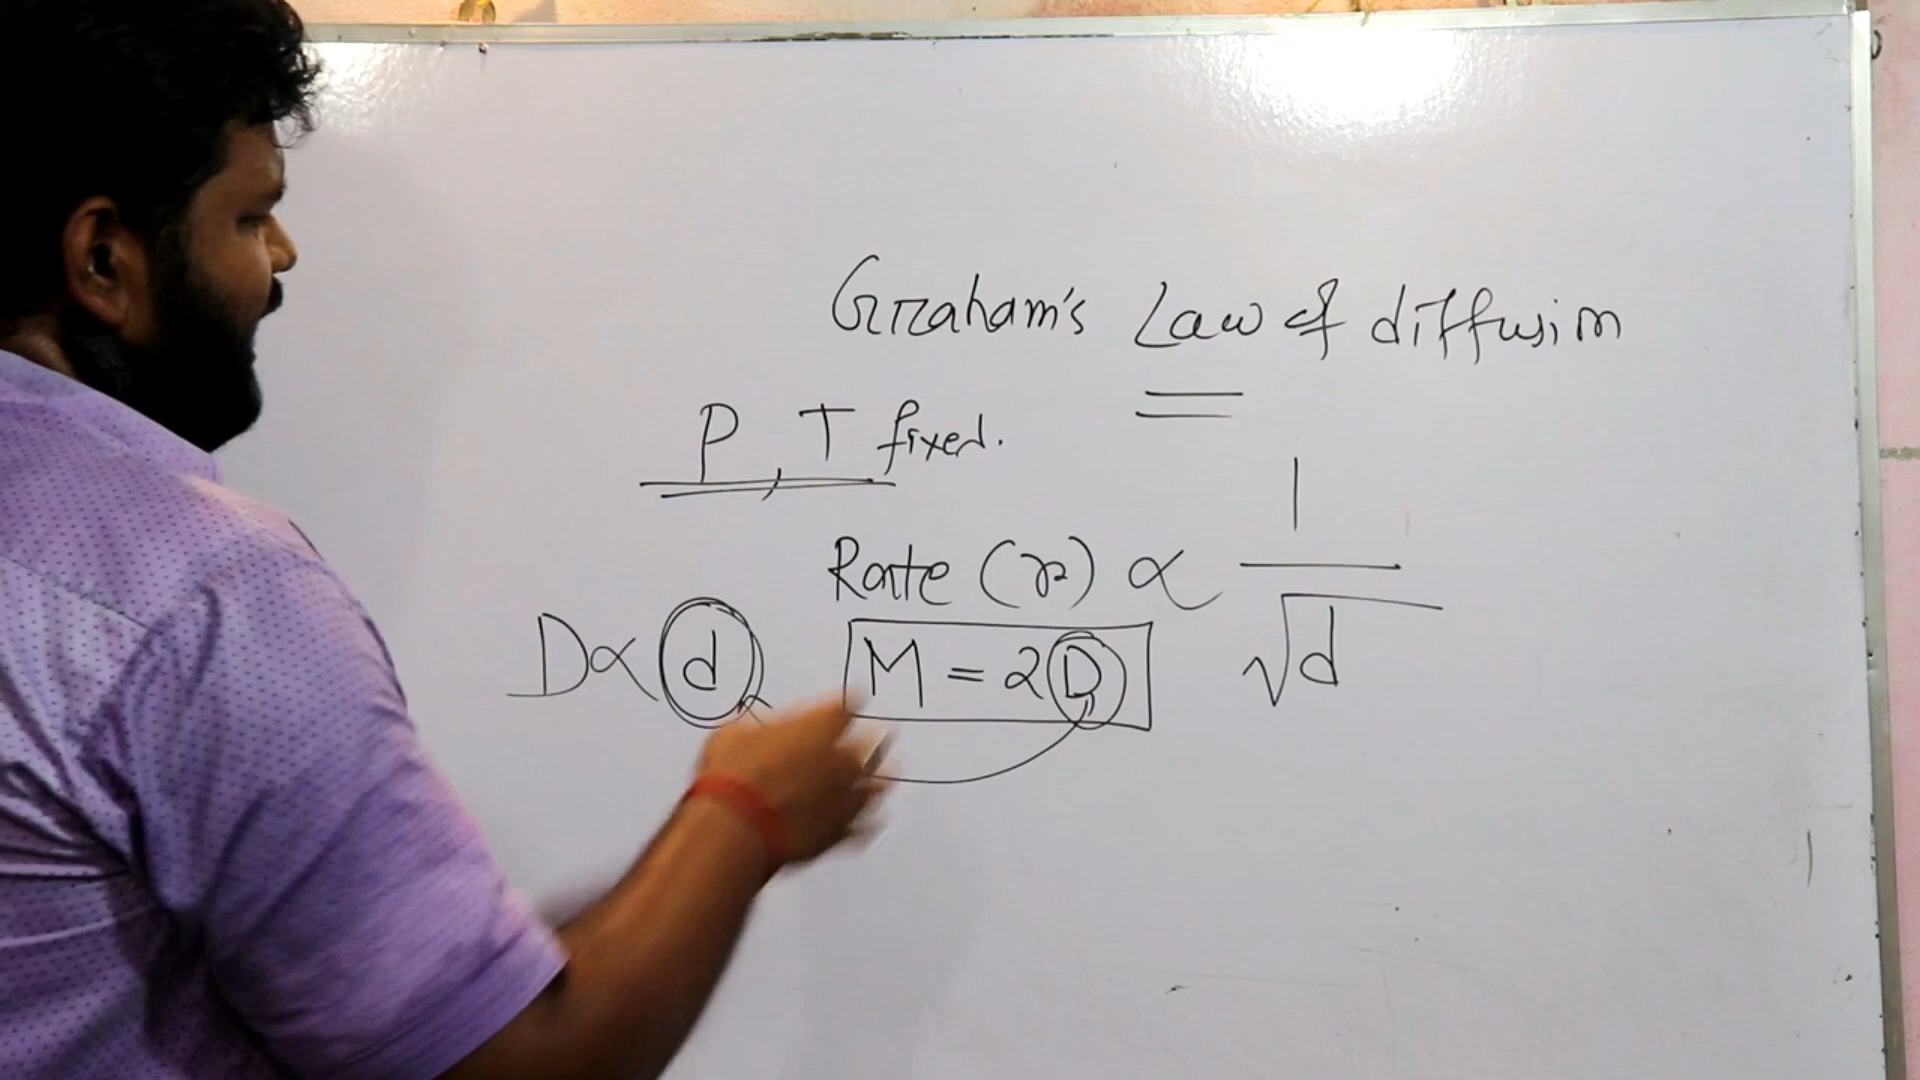 Graham's Law of diffusion
P, T fixed.
Rate (r) ∝ 1/√d
D∝d M = 2D